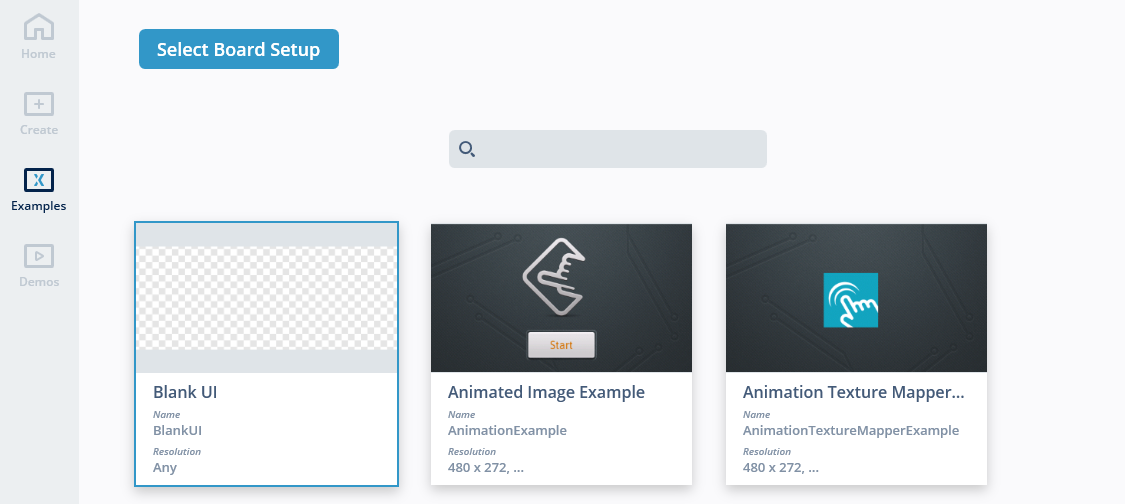 Home
Create
Examples
Demos
Select Board Setup
Start
Blank UI
Name
BlankUI
Resolution
Any
Animated Image Example
Name
AnimationExample
Resolution
480 x 272, ...
Animation Texture Mapper...
Name
AnimationTextureMapperExample
Resolution
480 x 272, ...